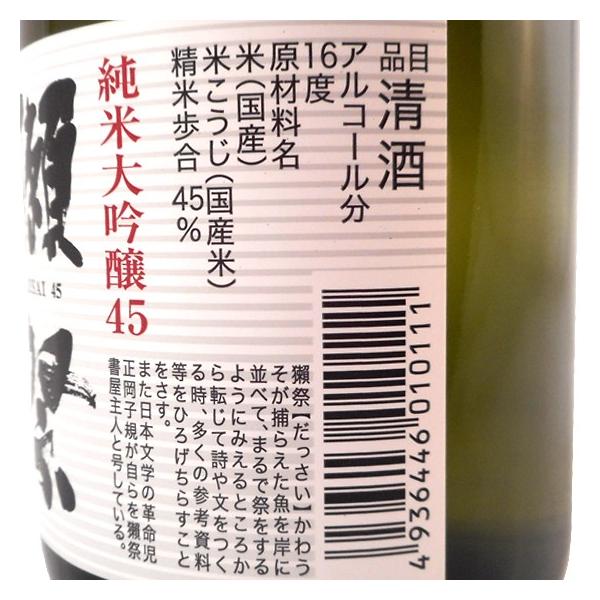 品目 清酒
アルコール分
16度
原材料名
米(国産)
米こうじ(国産米)
精米歩合 45%
純米大吟醸45
獺祭
SAI 45
獺祭【だっさい】かわう
そが捕らえた魚を岸に
並べて、まるで祭をする
ようにみえるところか
ら転じて詩や文をつく
る時、多くの参考資料
等をひろげちらすこと
をさす。
また日本文学の革命児
正岡子規が自らを獺祭
書屋主人と号している。
4936446010111